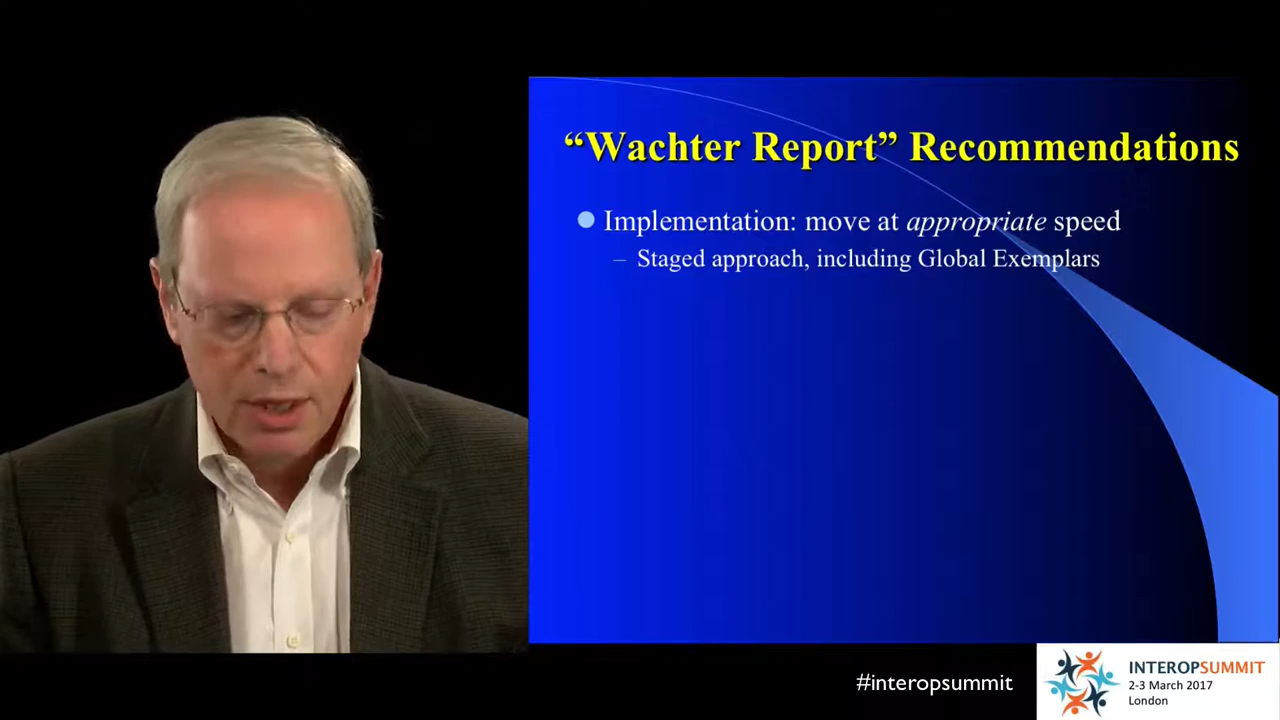 “Wachter Report” Recommendations
Implementation: move at appropriate speed
– Staged approach, including Global Exemplars
#interopsummit
INTEROPSUMMIT
2-3 March 2017
London